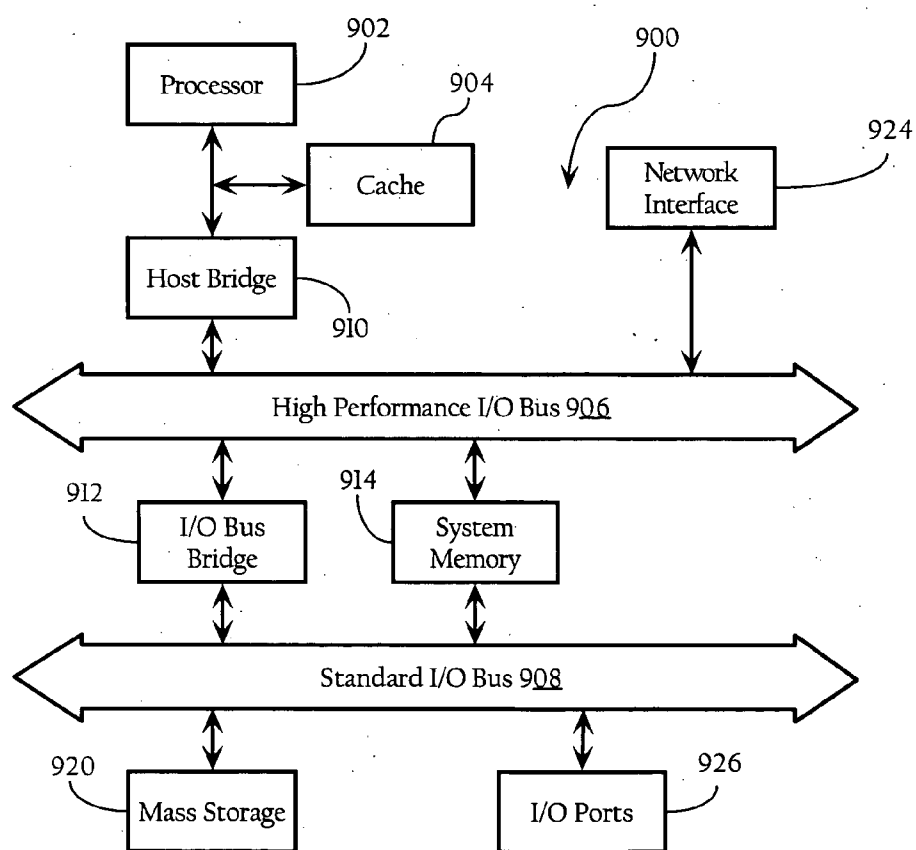 902
Processor
900
904
924
Cache
Network
Interface
Host Bridge
910
High Performance I/O Bus 906
912
914
I/O Bus
Bridge
System
Memory
Standard I/O Bus 908
920
926
Mass Storage
I/O Ports